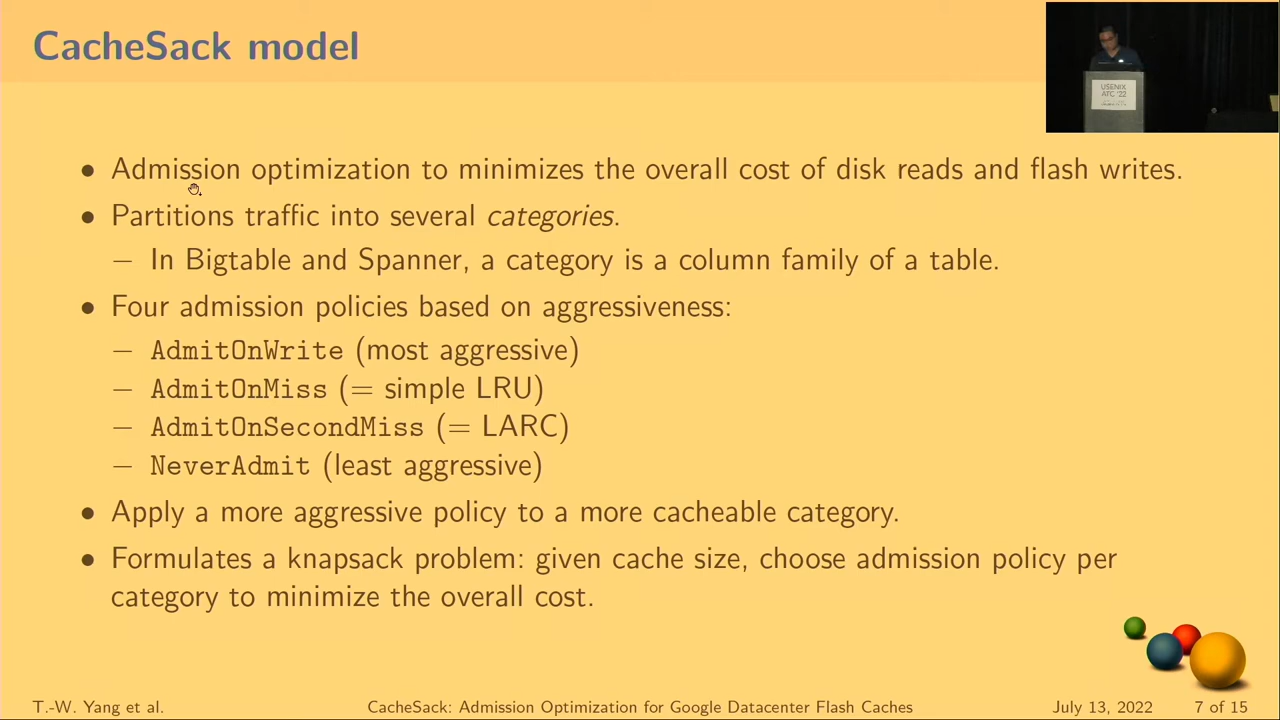 CacheSack model
USENIX
ATC '22
• Admission optimization to minimizes the overall cost of disk reads and flash writes.
• Partitions traffic into several categories.
– In Bigtable and Spanner, a category is a column family of a table.
• Four admission policies based on aggressiveness:
– AdmitOnWrite (most aggressive)
– AdmitOnMiss (= simple LRU)
– AdmitOnSecondMiss (= LARC)
– NeverAdmit (least aggressive)
• Apply a more aggressive policy to a more cacheable category.
• Formulates a knapsack problem: given cache size, choose admission policy per
category to minimize the overall cost.
T.-W. Yang et al.
CacheSack: Admission Optimization for Google Datacenter Flash Caches
July 13, 2022
7 of 15